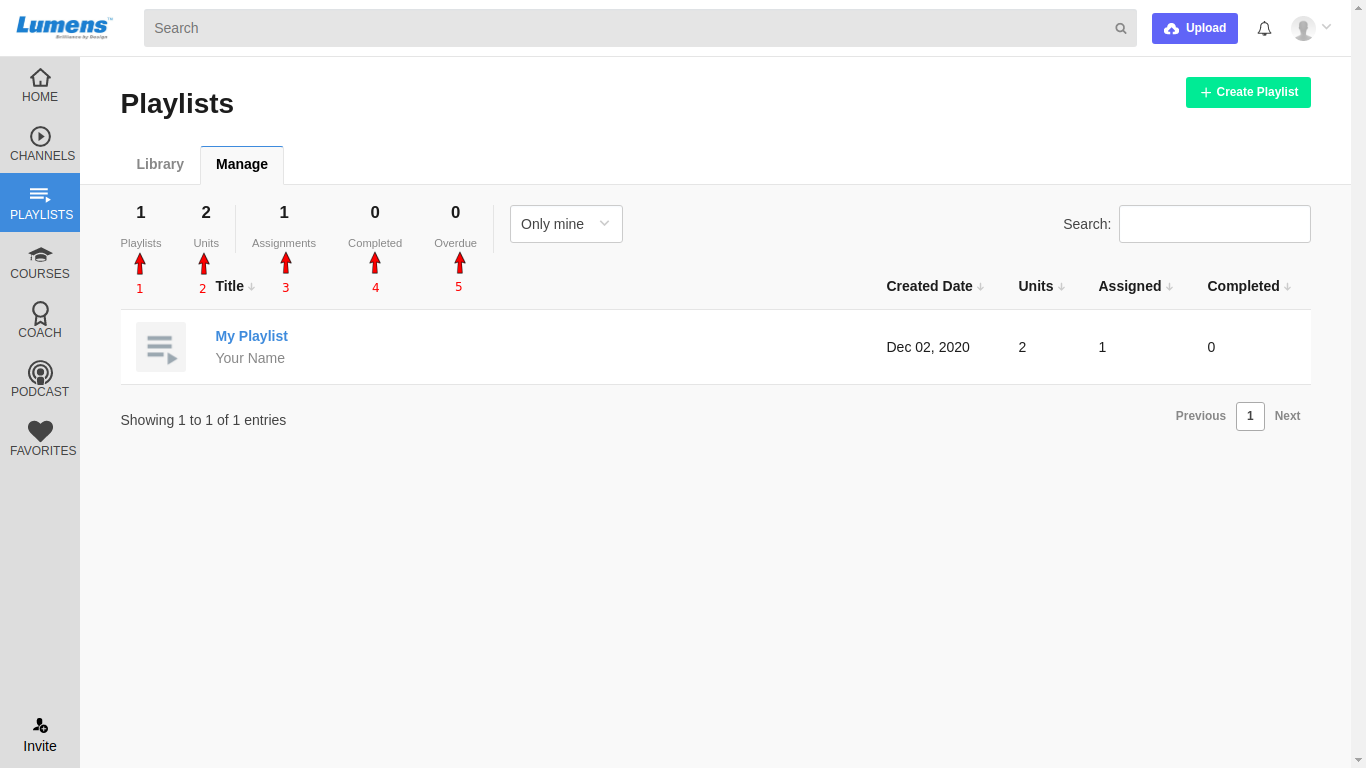 Lumens™
Brilliance by Design
Search
Upload
HOME
CHANNELS
PLAYLISTS
COURSES
COACH
PODCAST
FAVORITES
Invite
Playlists
Create Playlist
Library Manage
1 2 1 0 0
Playlists Units Assignments Completed Overdue
1 2 3 4 5
Only mine
Search:
Title Created Date Units Assigned Completed
My Playlist
Your Name
Dec 02, 2020 2 1 0
Showing 1 to 1 of 1 entries
Previous 1 Next